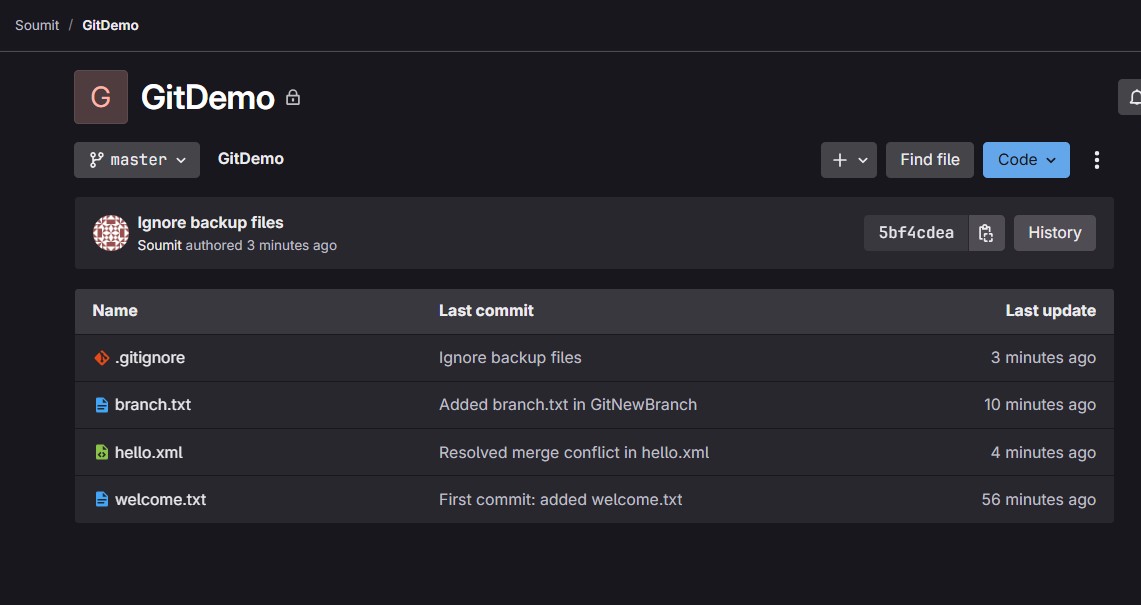 Soumit / GitDemo
G GitDemo
master GitDemo + Find file Code
Ignore backup files
Soumit authored 3 minutes ago
5bf4cdea History
Name Last commit Last update
.gitignore Ignore backup files 3 minutes ago
branch.txt Added branch.txt in GitNewBranch 10 minutes ago
hello.xml Resolved merge conflict in hello.xml 4 minutes ago
welcome.txt First commit: added welcome.txt 56 minutes ago